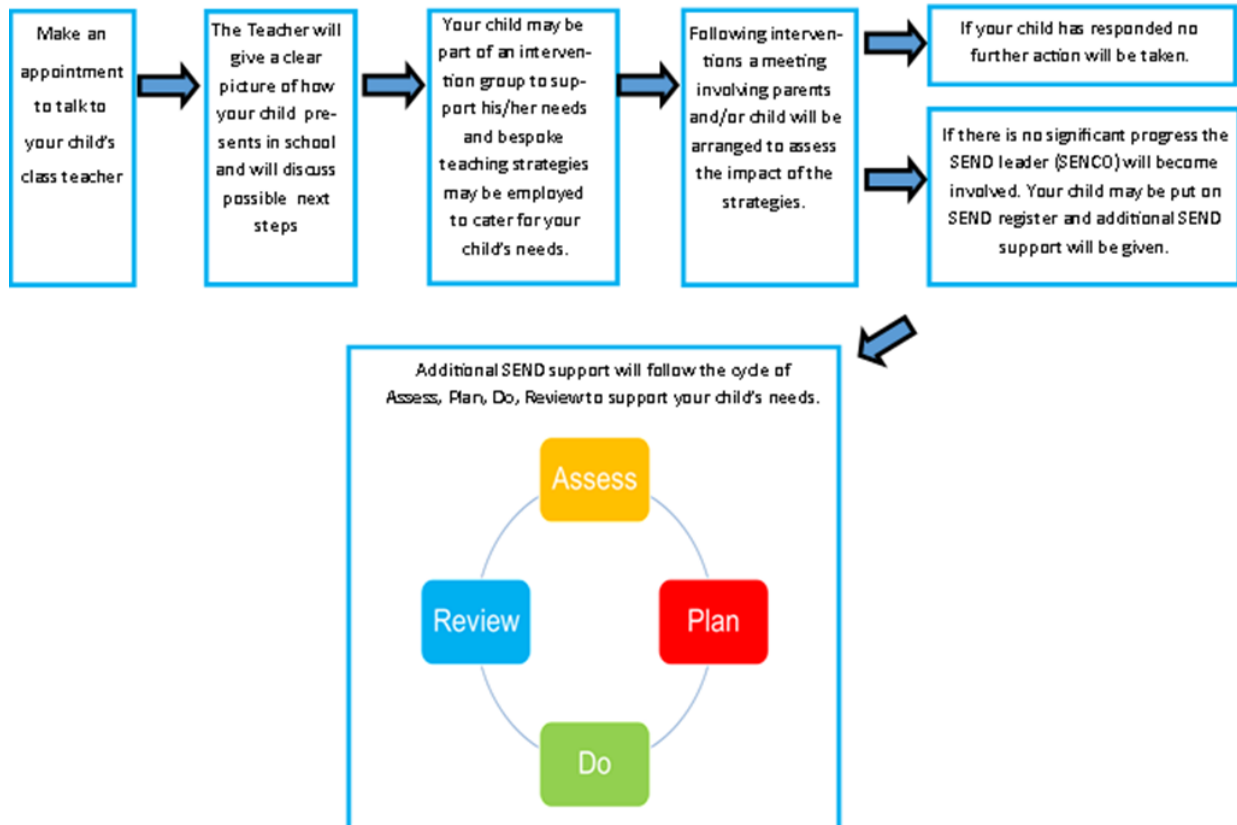 Make an
appointment
to talk to
your child's
class teacher
The Teacher will
give a clear
picture of how
your child pre-
sents in school
and will discuss
possible next
steps
Your child may be
part of an
interven-
tion group to sup-
port his/her needs
and bespoke
teaching strategies
may be employed
to cater for your
child's needs.
Following interven-
tions a meeting
involving parents
and/or child will be
arranged to assess
the impact of the
strategies.
If your child has responded no
further action will be taken.
If there is no significant progress the
SEND leader (SENCO) will become
involved. Your child may be put on
SEND register and additional SEND
support will be given.
Additional SEND support will follow the cycle of
Assess, Plan, Do, Review to support your child's needs.
Assess
Review
Plan
Do